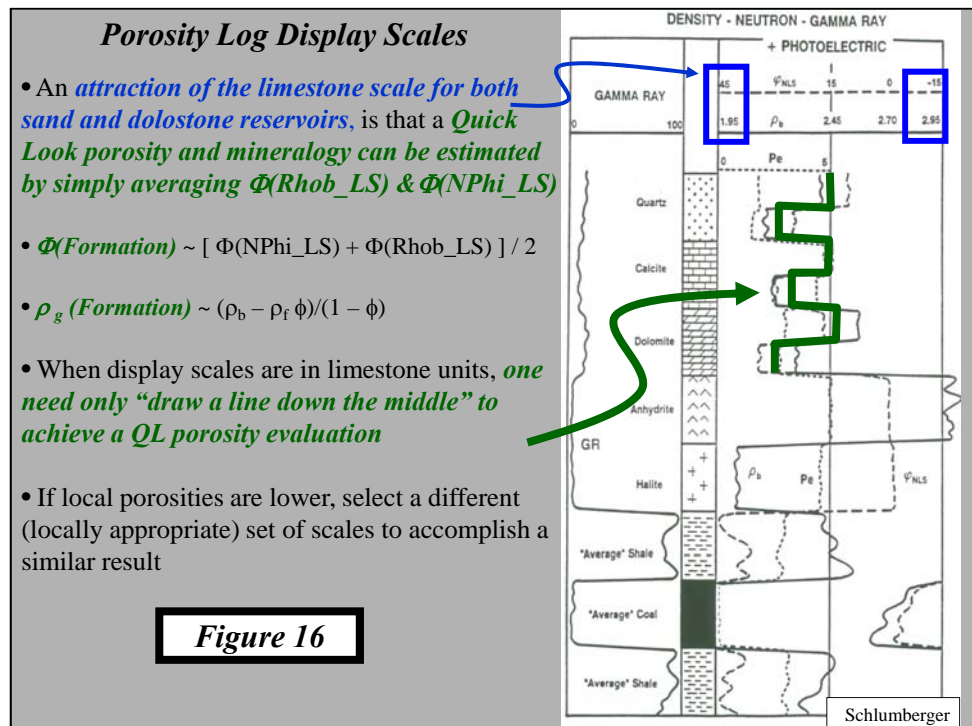 Porosity Log Display Scales
• An attraction of the limestone scale for both
sand and dolostone reservoirs, is that a Quick
Look porosity and mineralogy can be estimated
by simply averaging Φ(Rhob_LS) & Φ(NPhi_LS)
• Φ(Formation) ~ [ Φ(NPhi_LS) + Φ(Rhob_LS) ] / 2
• ρ g (Formation) ~ (ρb – ρf ϕ)/(1 – ϕ)
• When display scales are in limestone units, one
need only “draw a line down the middle” to
achieve a QL porosity evaluation
• If local porosities are lower, select a different
(locally appropriate) set of scales to accomplish a
similar result
Figure 16
DENSITY - NEUTRON - GAMMA RAY
+ PHOTOELECTRIC
GAMMA RAY
0 100
45 φNLS 15 0 -15
1.95 ρb 2.45 2.70 2.95
0 Pe 5
Quartz
Calcite
Dolomite
Anhydrite
GR
Halite
ρb Pe φNLS
"Average" Shale
"Average" Coal
"Average" Shale
Schlumberger